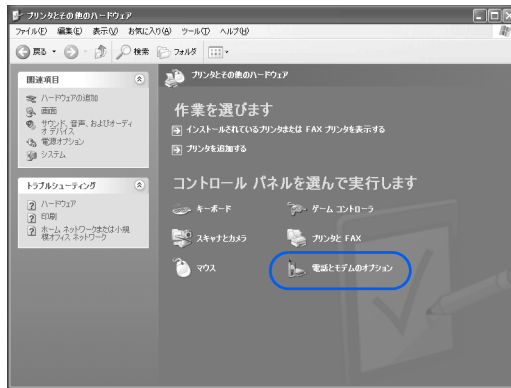 プリンタとその他のハードウェア
ファイル(F) 編集(E) 表示(V) お気に入り(A) ツール(T) ヘルプ(H)
戻る 検索 フォルダ
関連項目
ハードウェアの追加
画面
サウンド、音声、およびオーディ
オ デバイス
電源オプション
システム
トラブルシューティング
ハードウェア
印刷
ホーム ネットワークまたは小規
模オフィス ネットワーク
プリンタとその他のハードウェア
作業を選びます
インストールされているプリンタまたは FAX プリンタを表示する
プリンタを追加する
コントロール パネルを選んで実行します
キーボード ゲーム コントローラ
スキャナとカメラ プリンタと FAX
マウス 電話とモデムのオプション